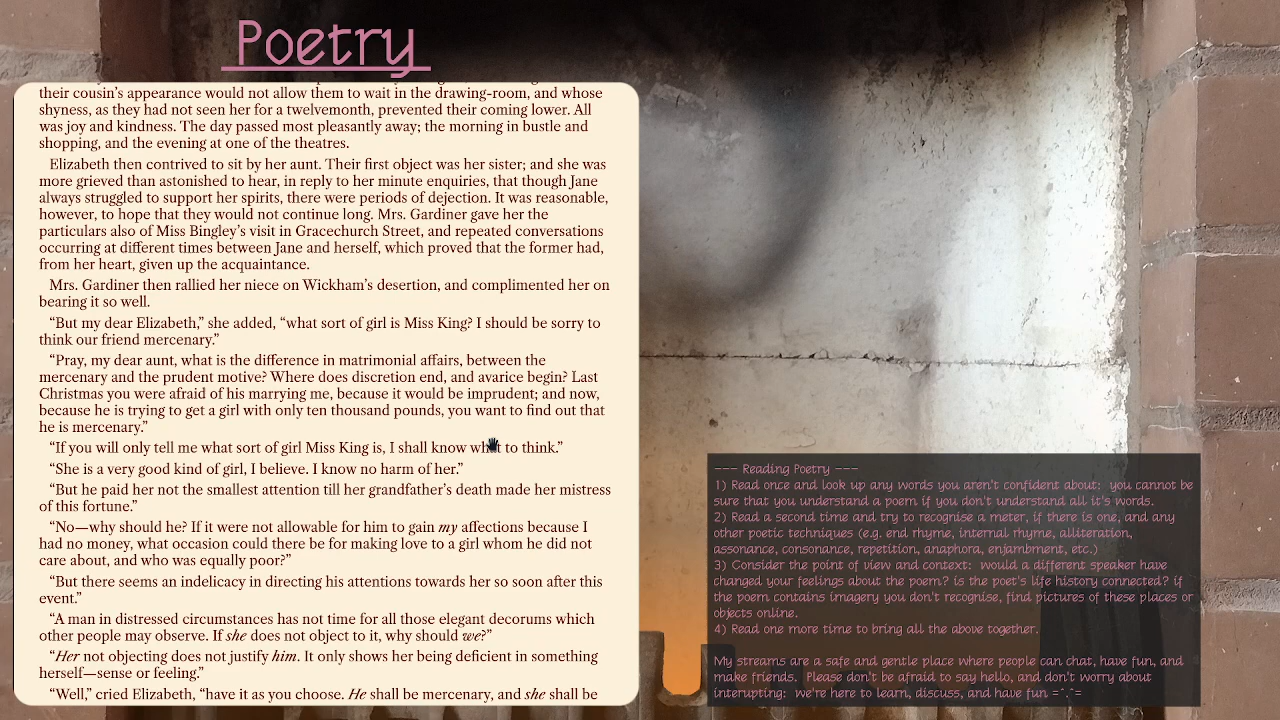 Poetry
their cousin’s appearance would not allow them to wait in the drawing-room, and whose
shyness, as they had not seen her for a twelvemonth, prevented their coming lower. All
was joy and kindness. The day passed most pleasantly away; the morning in bustle and
shopping, and the evening at one of the theatres.
Elizabeth then contrived to sit by her aunt. Their first object was her sister; and she was
more grieved than astonished to hear, in reply to her minute enquiries, that though Jane
always struggled to support her spirits, there were periods of dejection. It was reasonable,
however, to hope that they would not continue long. Mrs. Gardiner gave her the
particulars also of Miss Bingley’s visit in Gracechurch Street, and repeated conversations
occurring at different times between Jane and herself, which proved that the former had,
from her heart, given up the acquaintance.
Mrs. Gardiner then rallied her niece on Wickham’s desertion, and complimented her on
bearing it so well.
“But my dear Elizabeth,” she added, “what sort of girl is Miss King? I should be sorry to
think our friend mercenary.”
“Pray, my dear aunt, what is the difference in matrimonial affairs, between the
mercenary and the prudent motive? Where does discretion end, and avarice begin? Last
Christmas you were afraid of his marrying me, because it would be imprudent; and now,
because he is trying to get a girl with only ten thousand pounds, you want to find out that
he is mercenary.”
“If you will only tell me what sort of girl Miss King is, I shall know what to think.”
“She is a very good kind of girl, I believe. I know no harm of her.”
“But he paid her not the smallest attention till her grandfather’s death made her mistress
of this fortune.”
“No—why should he? If it were not allowable for him to gain my affections because I
had no money, what occasion could there be for making love to a girl whom he did not
care about, and who was equally poor?”
“But there seems an indelicacy in directing his attentions towards her so soon after this
event.”
“A man in distressed circumstances has not time for all those elegant decorums which
other people may observe. If she does not object to it, why should we?”
“Her not objecting does not justify him. It only shows her being deficient in something
herself—sense or feeling.”
“Well,” cried Elizabeth, “have it as you choose. He shall be mercenary, and she shall be
--- Reading Poetry ---
1) Read once and look up any words you aren't confident about: you cannot be
sure that you understand a poem if you don't understand all it's words.
2) Read a second time and try to recognise a meter, if there is one, and any
other poetic techniques (e.g. end rhyme, internal rhyme, alliteration,
assonance, consonance, repetition, anaphora, enjambment, etc.)
3) Consider the point of view and context: would a different speaker have
changed your feelings about the poem? is the poet's life history connected? if
the poem contains imagery you don't recognise, find pictures of these places or
objects online.
4) Read one more time to bring all the above together.
My streams are a safe and gentle place where people can chat, have fun, and
make friends. Please don't be afraid to say hello, and don't worry about
interupting: we're here to learn, discuss, and have fun =^.^=